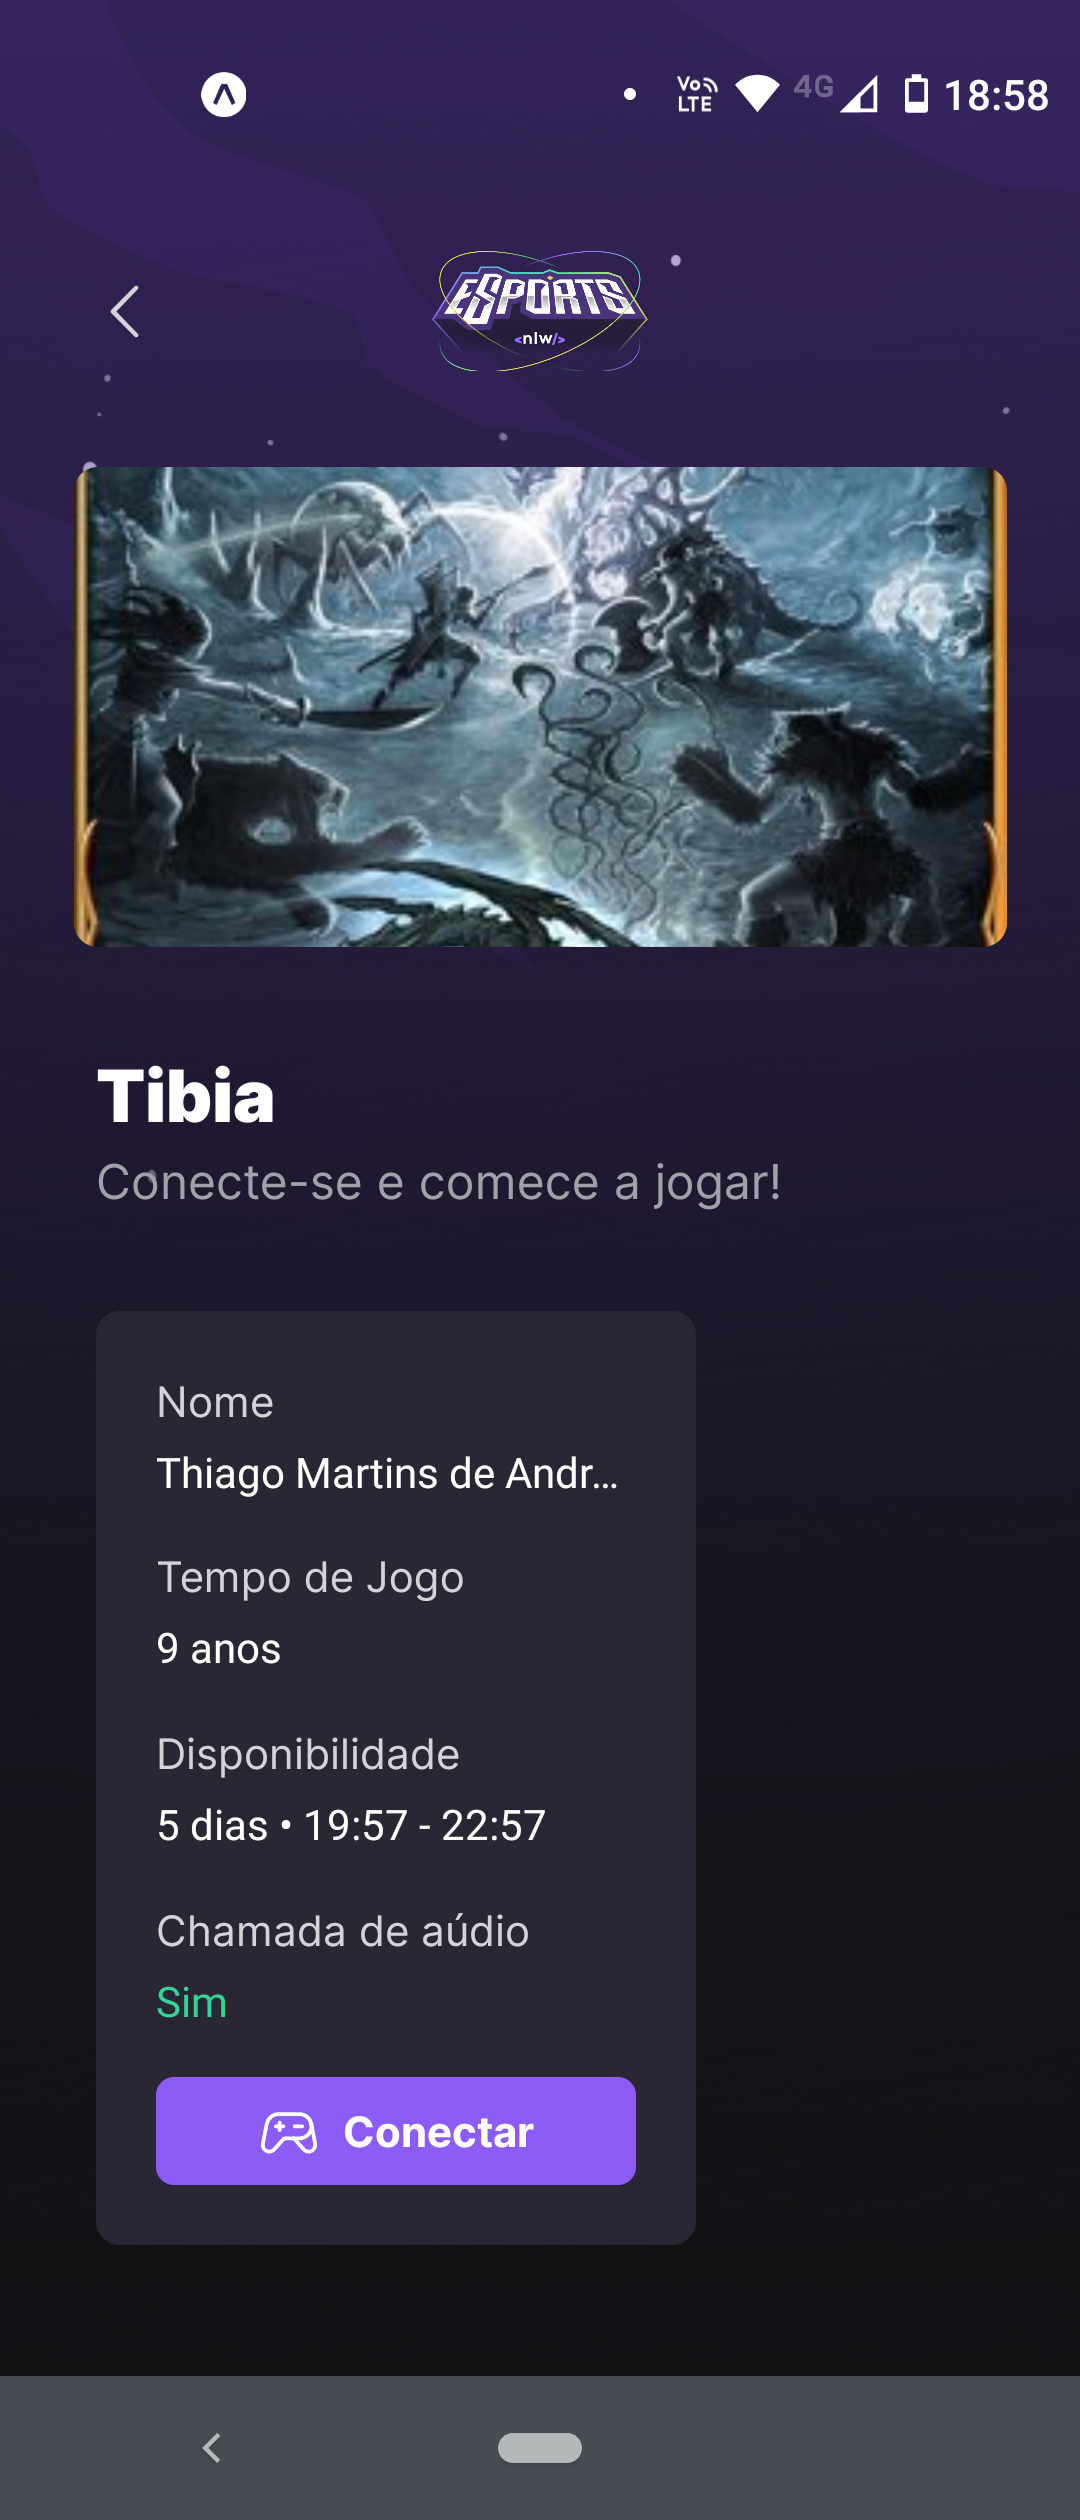 Vo LTE 4G 18:58
ESPORTS
<nlw/>
Tibia
Conecte-se e comece a jogar!
Nome
Thiago Martins de Andr...
Tempo de Jogo
9 anos
Disponibilidade
5 dias • 19:57 - 22:57
Chamada de aúdio
Sim
Conectar